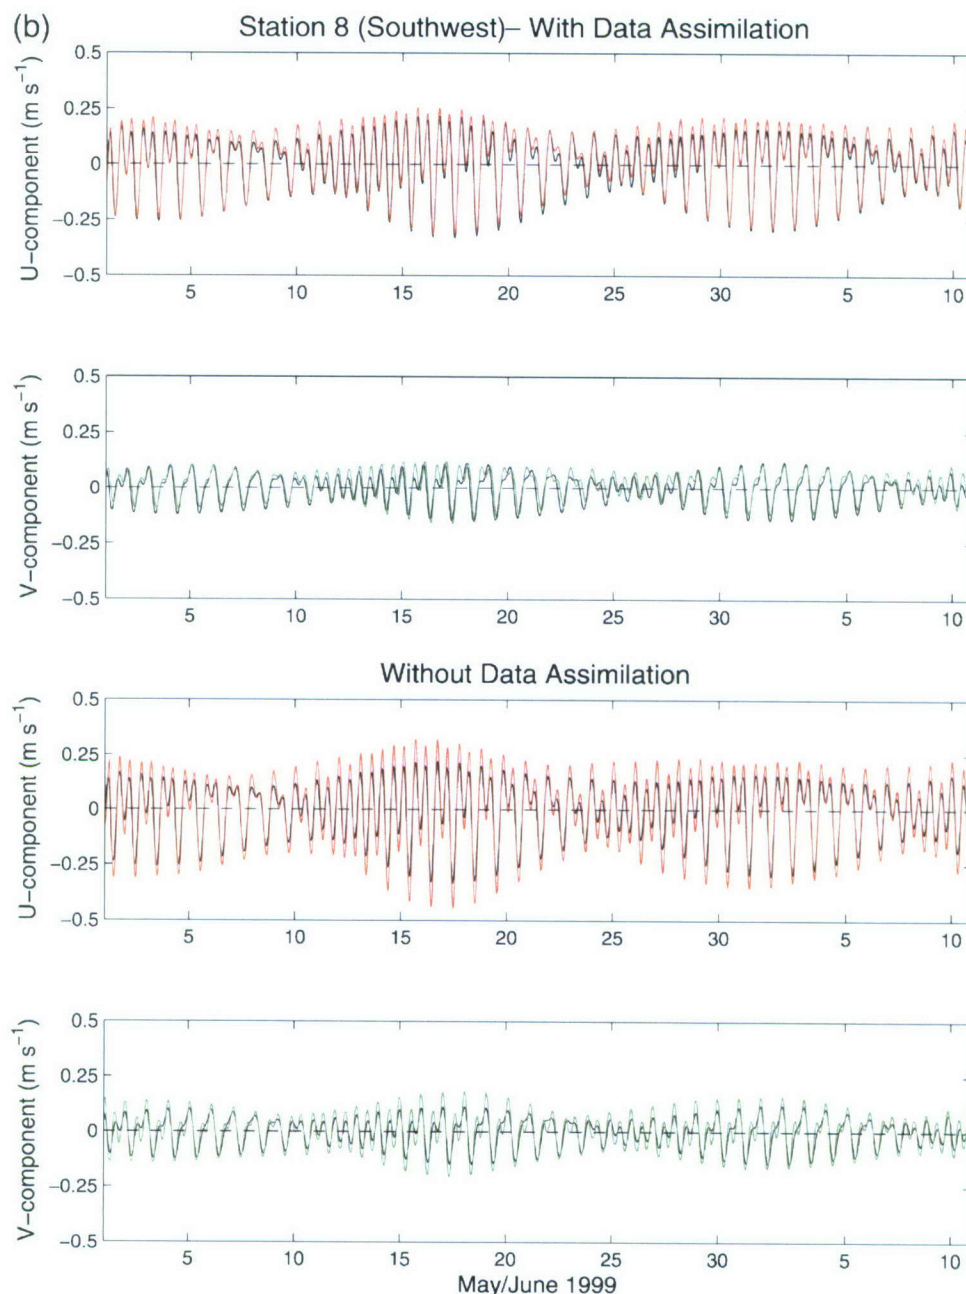 (b)
Station 8 (Southwest)– With Data Assimilation
U−component (m s⁻¹)
0.5
0.25
0
−0.25
−0.5
5 10 15 20 25 30 5 10
V−component (m s⁻¹)
0.5
0.25
0
−0.25
−0.5
5 10 15 20 25 30 5 10
Without Data Assimilation
U−component (m s⁻¹)
0.5
0.25
0
−0.25
−0.5
5 10 15 20 25 30 5 10
V−component (m s⁻¹)
0.5
0.25
0
−0.25
−0.5
5 10 15 20 25 30 5 10
May/June 1999